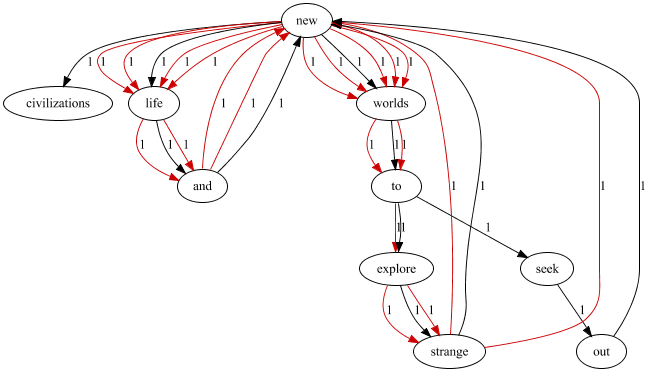 new
1 1 1 1 1 1 1 1 1 1 1 1
civilizations life 1 1 1 worlds
1 1 1 1 11
and to 1 1 1 1
11 1
explore seek
1 1 1 1
strange out